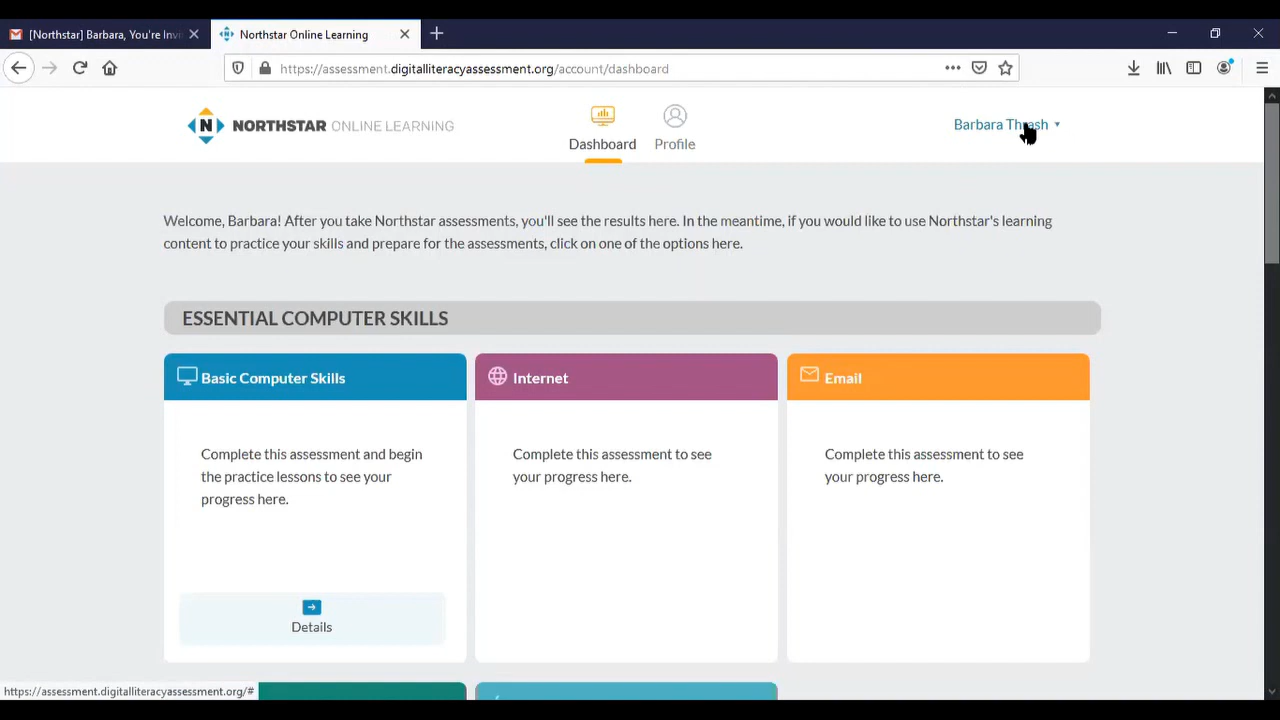 [Northstar] Barbara, You're Invi
Northstar Online Learning
https://assessment.digitalliteracyassessment.org/account/dashboard
N NORTHSTAR ONLINE LEARNING
Dashboard
Profile
Barbara Thrash
Welcome, Barbara! After you take Northstar assessments, you'll see the results here. In the meantime, if you would like to use Northstar's learning
content to practice your skills and prepare for the assessments, click on one of the options here.
ESSENTIAL COMPUTER SKILLS
Basic Computer Skills
Internet
Email
Complete this assessment and begin
the practice lessons to see your
progress here.
Complete this assessment to see
your progress here.
Complete this assessment to see
your progress here.
Details
https://assessment.digitalliteracyassessment.org/#